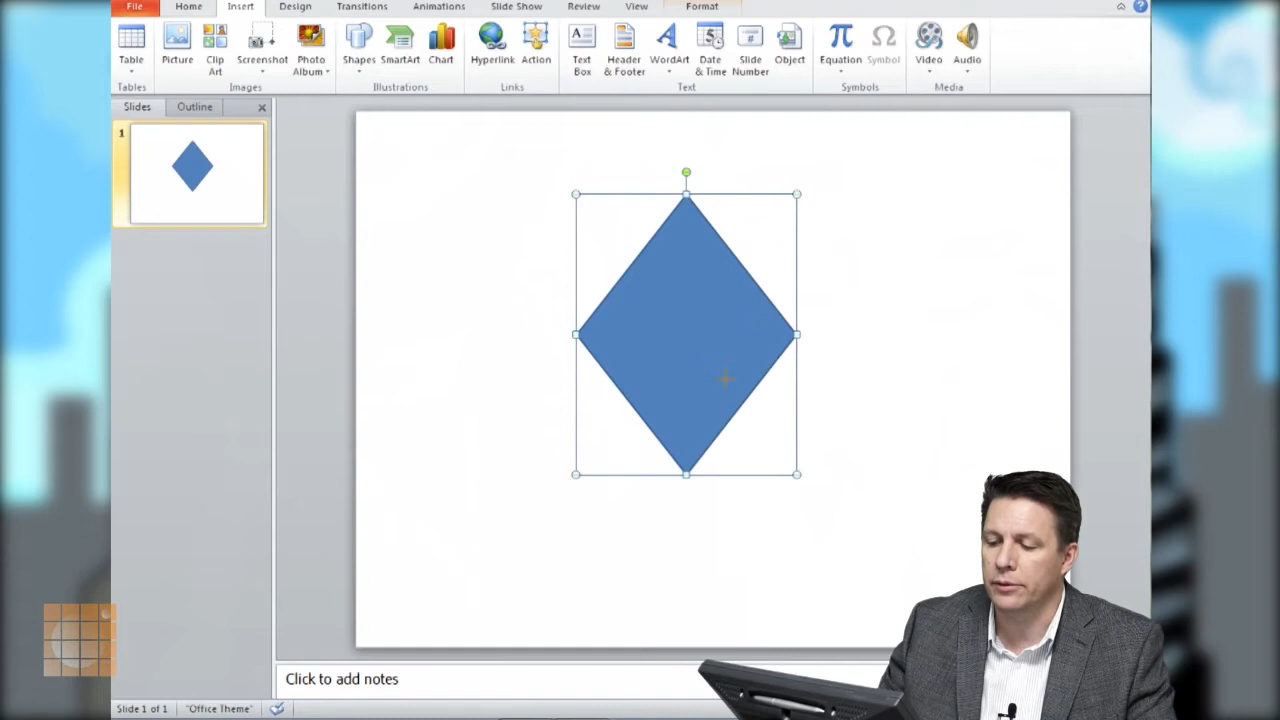 File Home Insert Design Transitions Animations Slide Show Review View Format
Table Picture Clip Art Screenshot Photo Album Shapes SmartArt Chart Hyperlink Action Text Box Header & Footer WordArt Date & Time Slide Number Object Equation Symbol Video Audio
Tables Images Illustrations Links Text Symbols Media
Slides Outline
1
Click to add notes
Slide 1 of 1 "Office Theme"